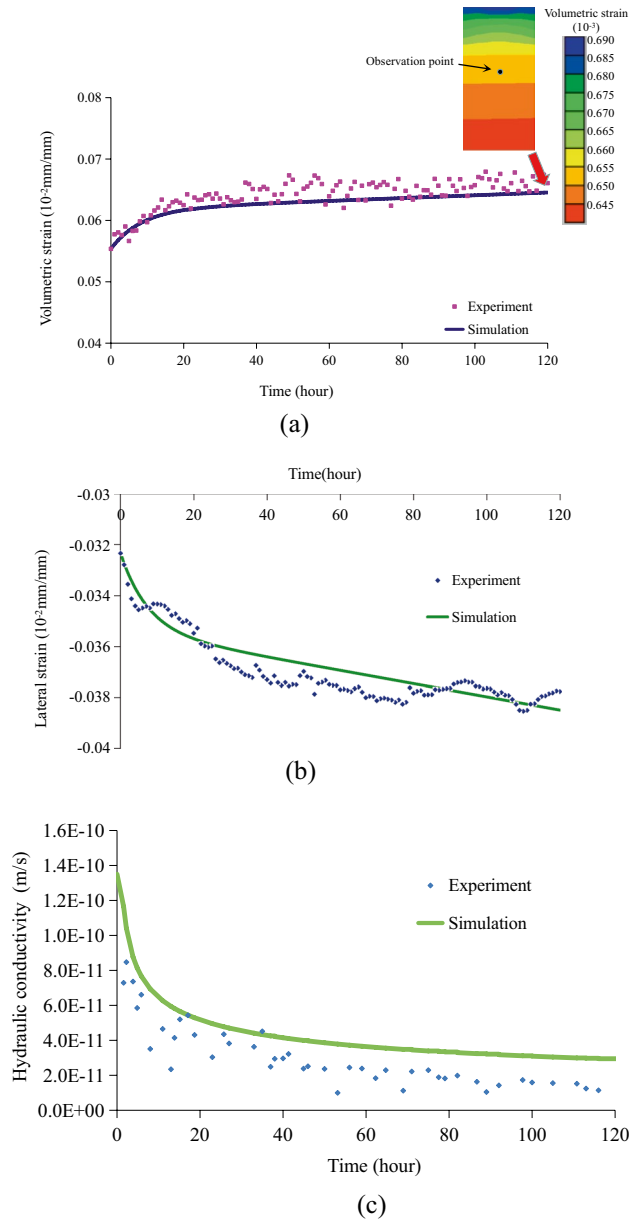 Volumetric strain
(10⁻³)
Observation point
0.690
0.685
0.680
0.675
0.670
0.665
0.660
0.655
0.650
0.645
0.08
0.07
0.06
0.05
0.04
Volumetric strain (10⁻²mm/mm)
Experiment
Simulation
0 20 40 60 80 100 120
Time (hour)
(a)
Time(hour)
-0.03
0 20 40 60 80 100 120
-0.032
-0.034
-0.036
-0.038
-0.04
Lateral strain (10⁻²mm/mm)
Experiment
Simulation
(b)
1.6E-10
1.4E-10
1.2E-10
1.0E-10
8.0E-11
6.0E-11
4.0E-11
2.0E-11
0.0E+00
Hydraulic conductivity (m/s)
Experiment
Simulation
0 20 40 60 80 100 120
Time (hour)
(c)